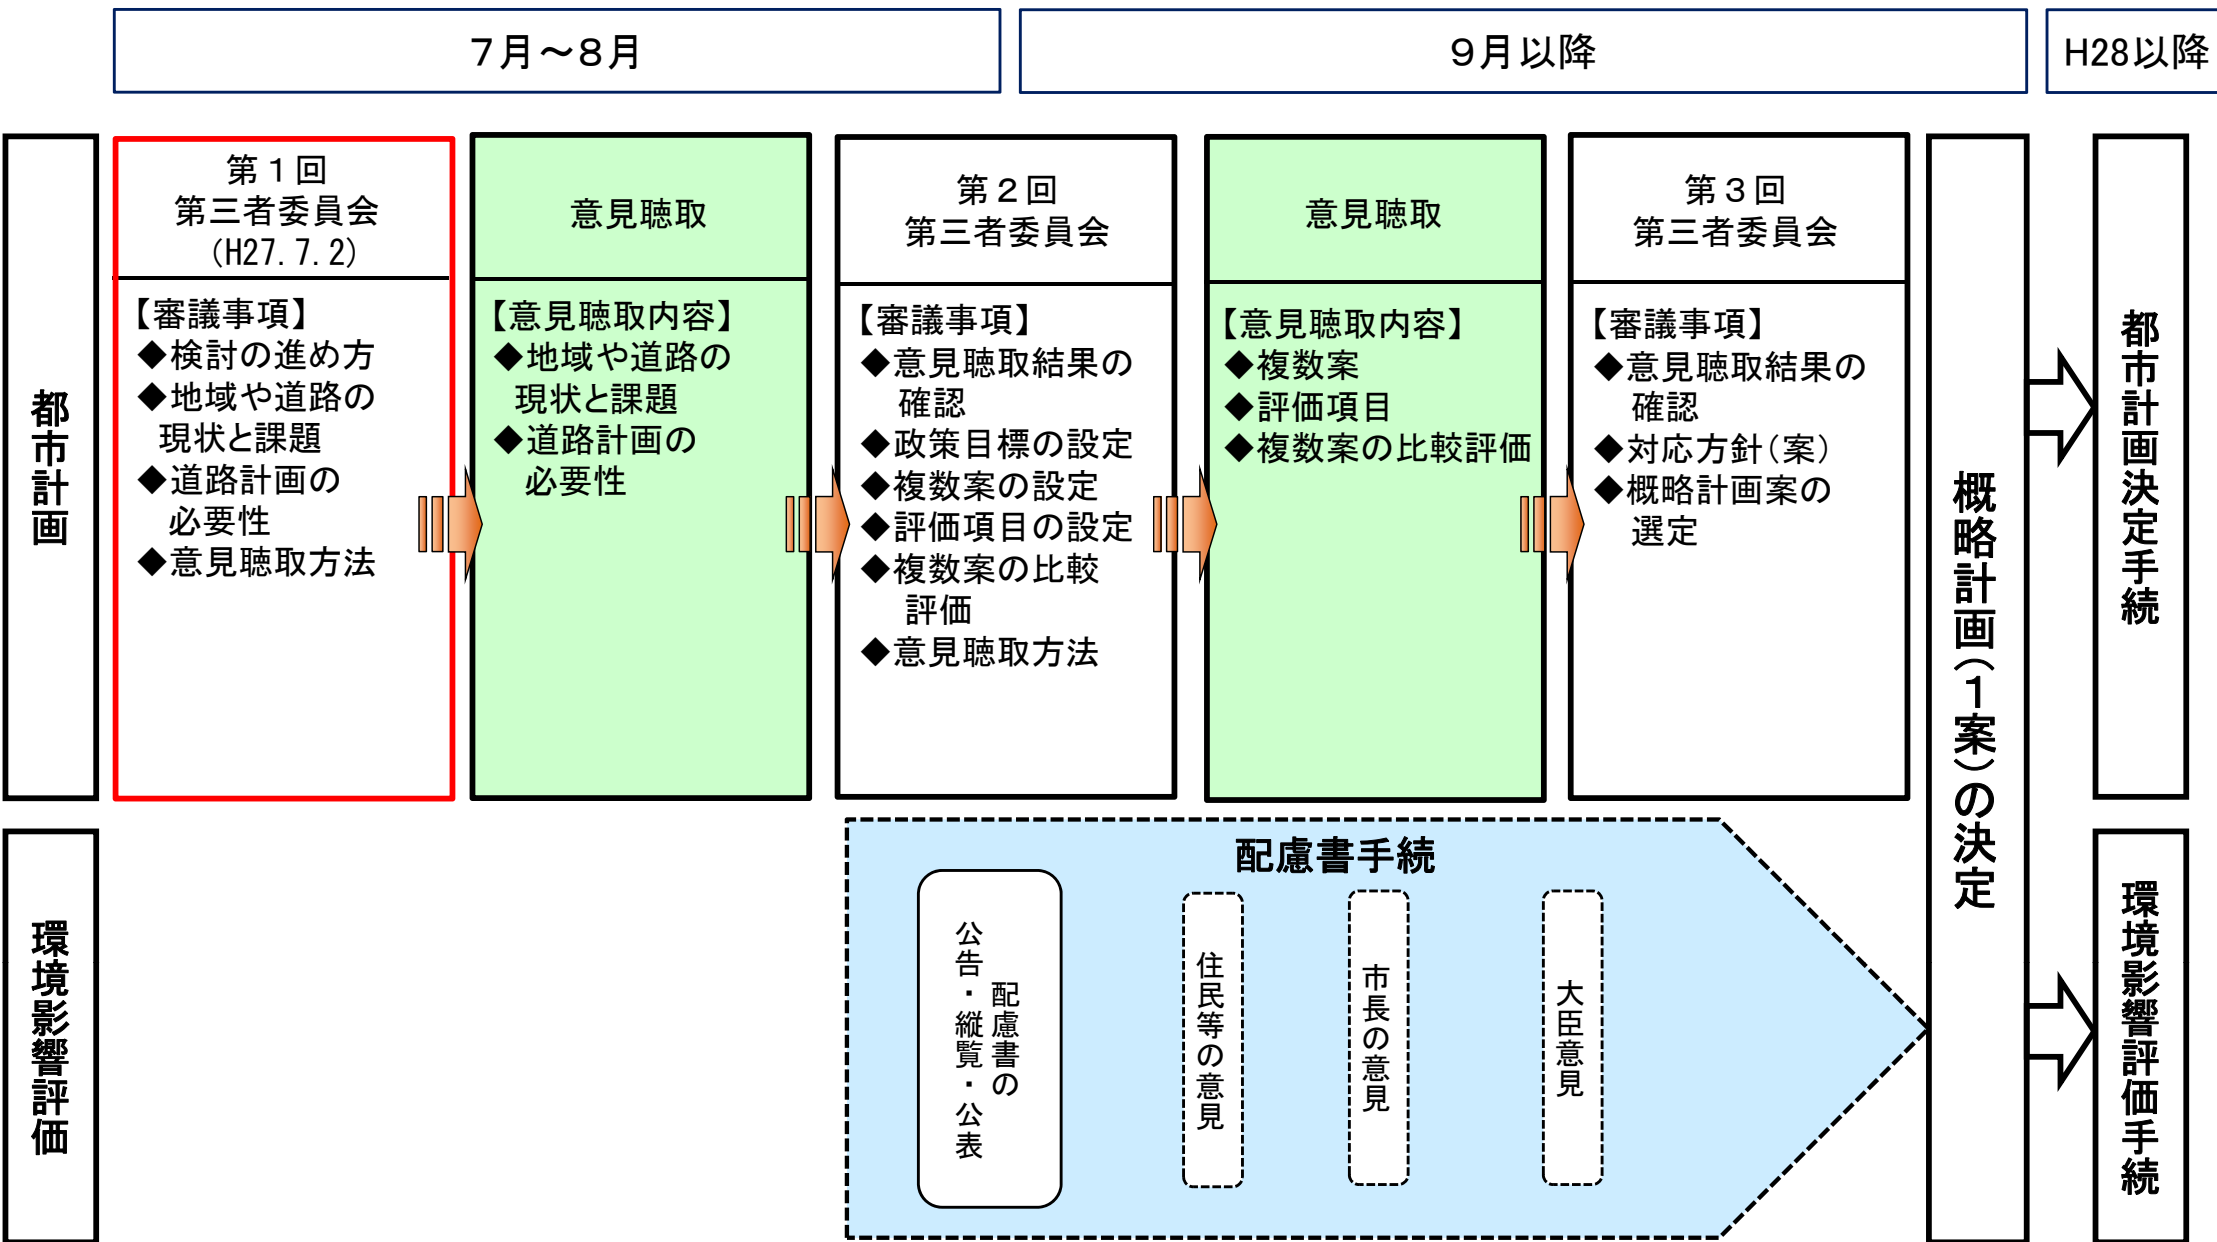 ７月～８月
９月以降
H28以降
都市計画
第１回
第三者委員会
(H27.7.2)
【審議事項】
◆検討の進め方
◆地域や道路の
現状と課題
◆道路計画の
必要性
◆意見聴取方法
意見聴取
【意見聴取内容】
◆地域や道路の
現状と課題
◆道路計画の
必要性
第２回
第三者委員会
【審議事項】
◆意見聴取結果の
確認
◆政策目標の設定
◆複数案の設定
◆評価項目の設定
◆複数案の比較
評価
◆意見聴取方法
意見聴取
【意見聴取内容】
◆複数案
◆評価項目
◆複数案の比較評価
第３回
第三者委員会
【審議事項】
◆意見聴取結果の
確認
◆対応方針(案)
◆概略計画案の
選定
概略計画(１案)の決定
都市計画決定手続
環境影響評価
配慮書手続
配慮書の
公告・縦覧・公表
住民等の意見
市長の意見
大臣意見
環境影響評価手続